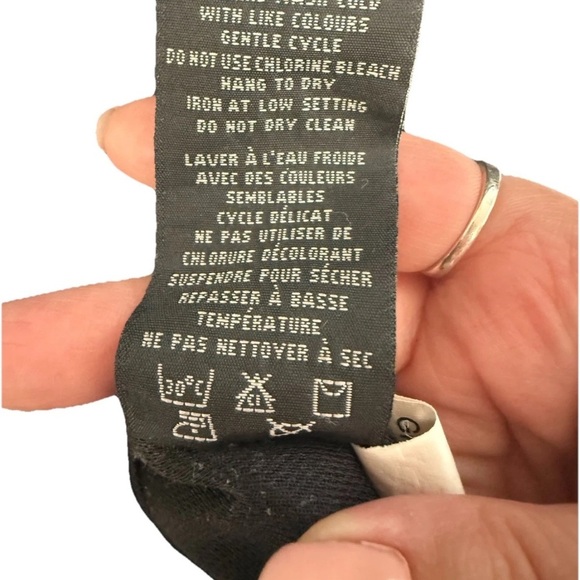 WASH COLD
WITH LIKE COLOURS
GENTLE CYCLE
DO NOT USE CHLORINE BLEACH
HANG TO DRY
IRON AT LOW SETTING
DO NOT DRY CLEAN
LAVER À L'EAU FROIDE
AVEC DES COULEURS
SEMBLABLES
CYCLE DÉLICAT
NE PAS UTILISER DE
CHLORURE DÉCOLORANT
SUSPENDRE POUR SÉCHER
REPASSER À BASSE
TEMPÉRATURE
NE PAS NETTOYER À SEC
30°C